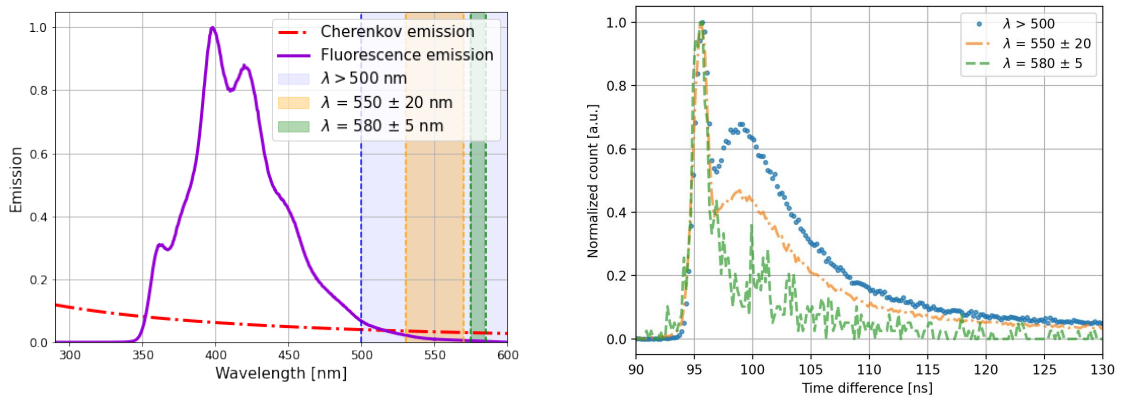 Cherenkov emission
Fluorescence emission
λ > 500 nm
λ = 550 ± 20 nm
λ = 580 ± 5 nm
1.0
0.8
0.6
0.4
0.2
0.0
Emission
300 350 400 450 500 550 600
Wavelength [nm]
λ > 500
λ = 550 ± 20
λ = 580 ± 5
1.0
0.8
0.6
0.4
0.2
0.0
Normalized count [a.u.]
90 95 100 105 110 115 120 125 130
Time difference [ns]